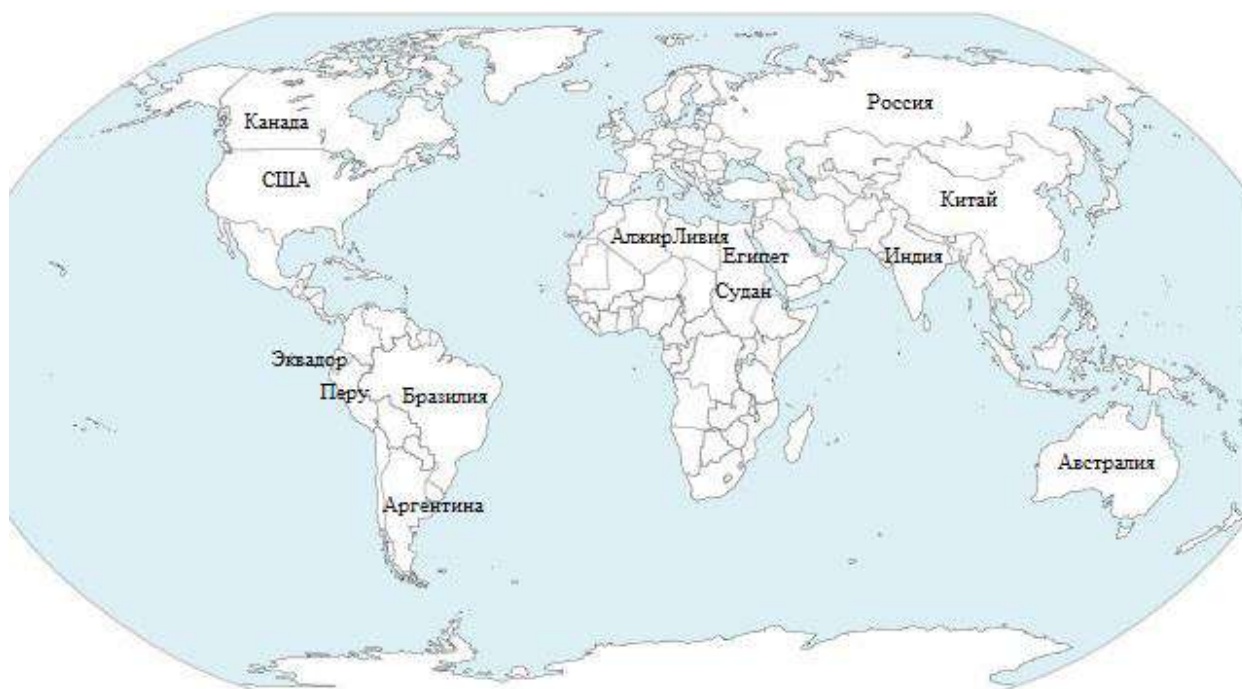 Россия
Канада
США
Китай
АлжирЛивия
Египет
Индия
Судан
Эквадор
Перу
Бразилия
Австралия
Аргентина